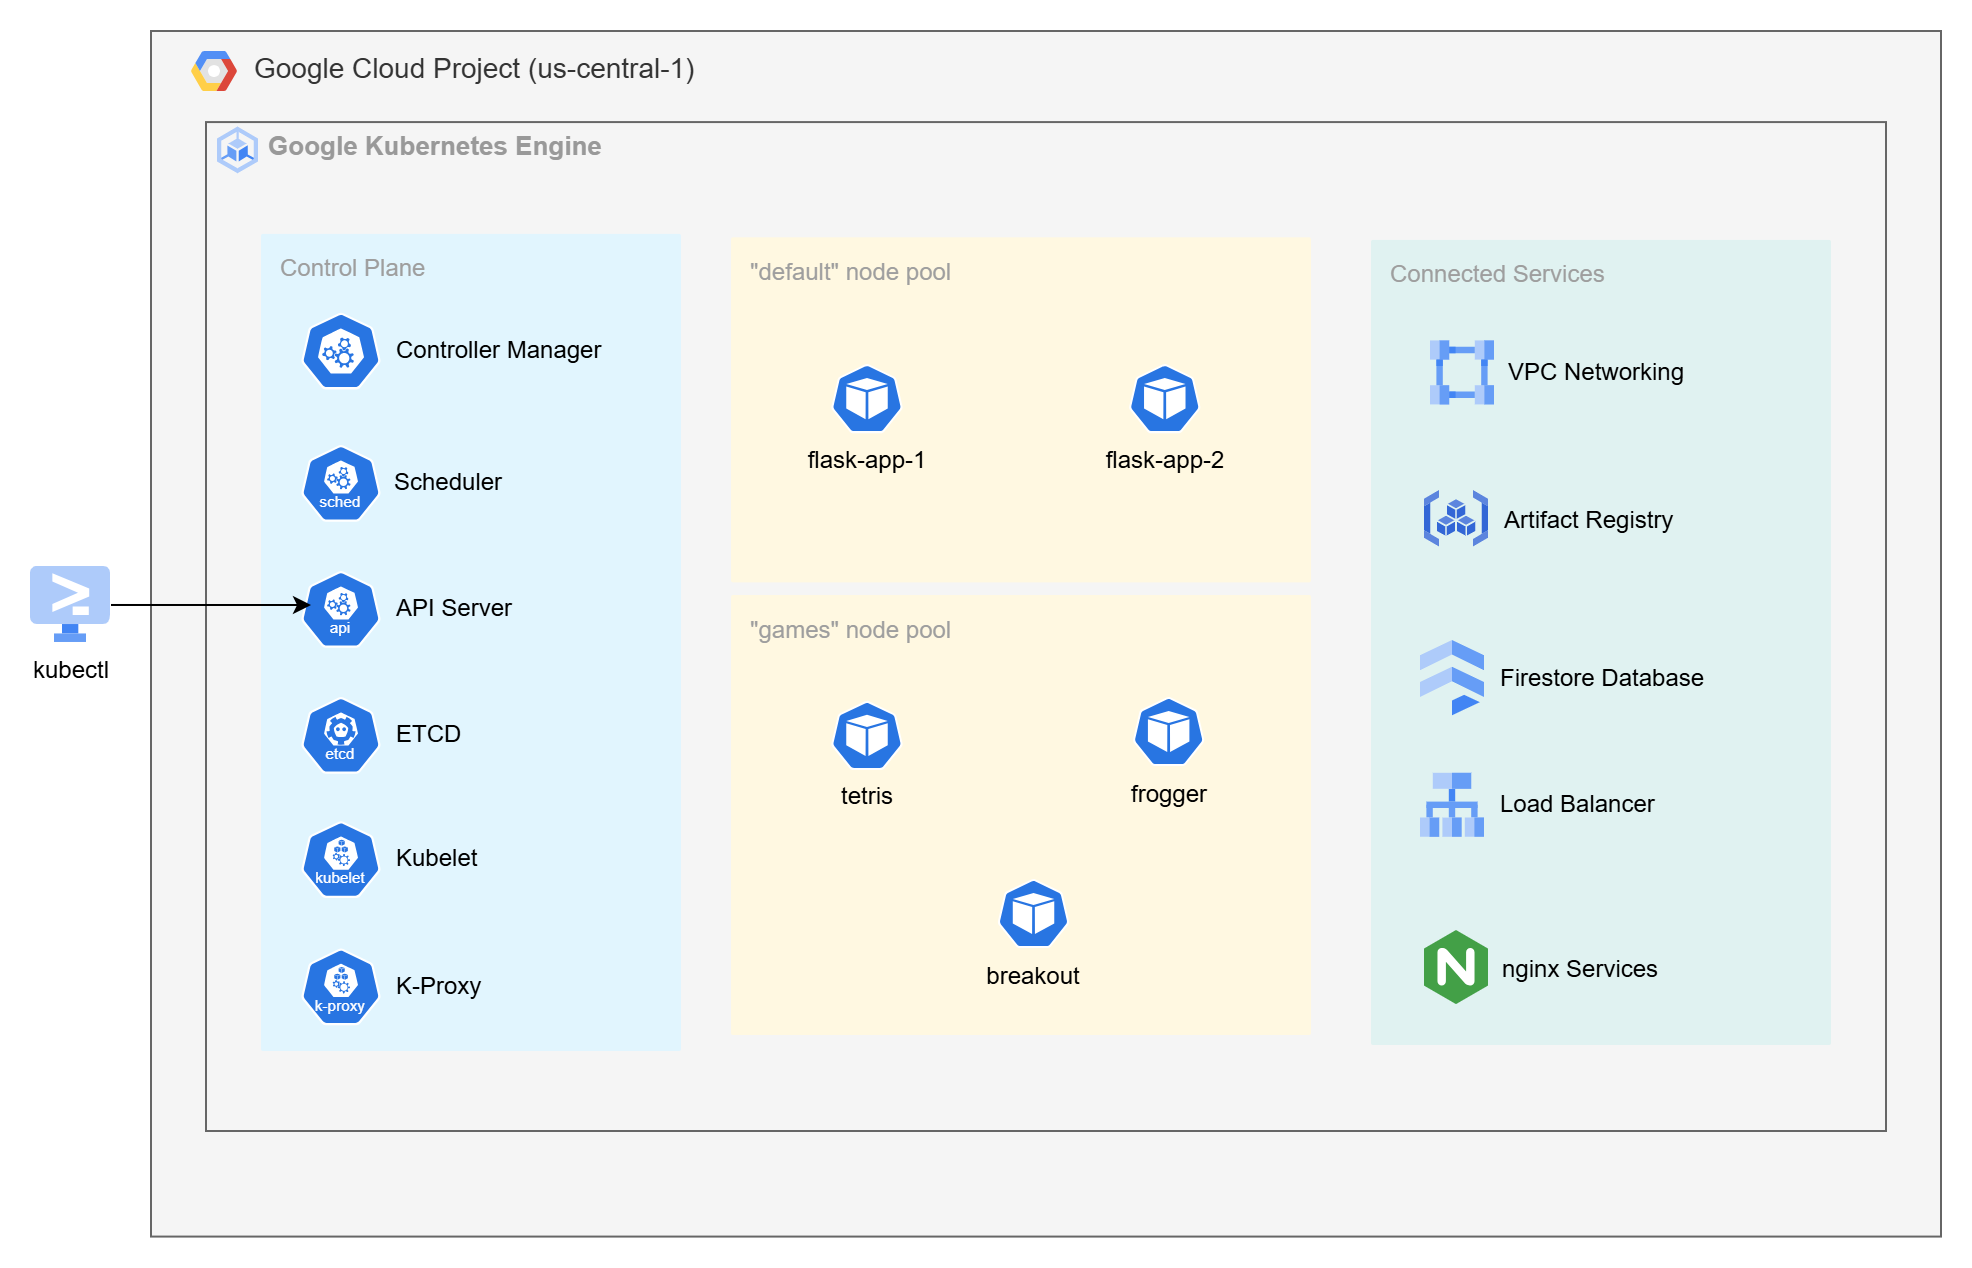 Google Cloud Project (us-central-1)
Google Kubernetes Engine
Control Plane
Controller Manager
sched
Scheduler
api
API Server
etcd
ETCD
kubelet
Kubelet
k-proxy
K-Proxy
kubectl
"default" node pool
flask-app-1
flask-app-2
"games" node pool
tetris
frogger
breakout
Connected Services
VPC Networking
Artifact Registry
Firestore Database
Load Balancer
N
nginx Services